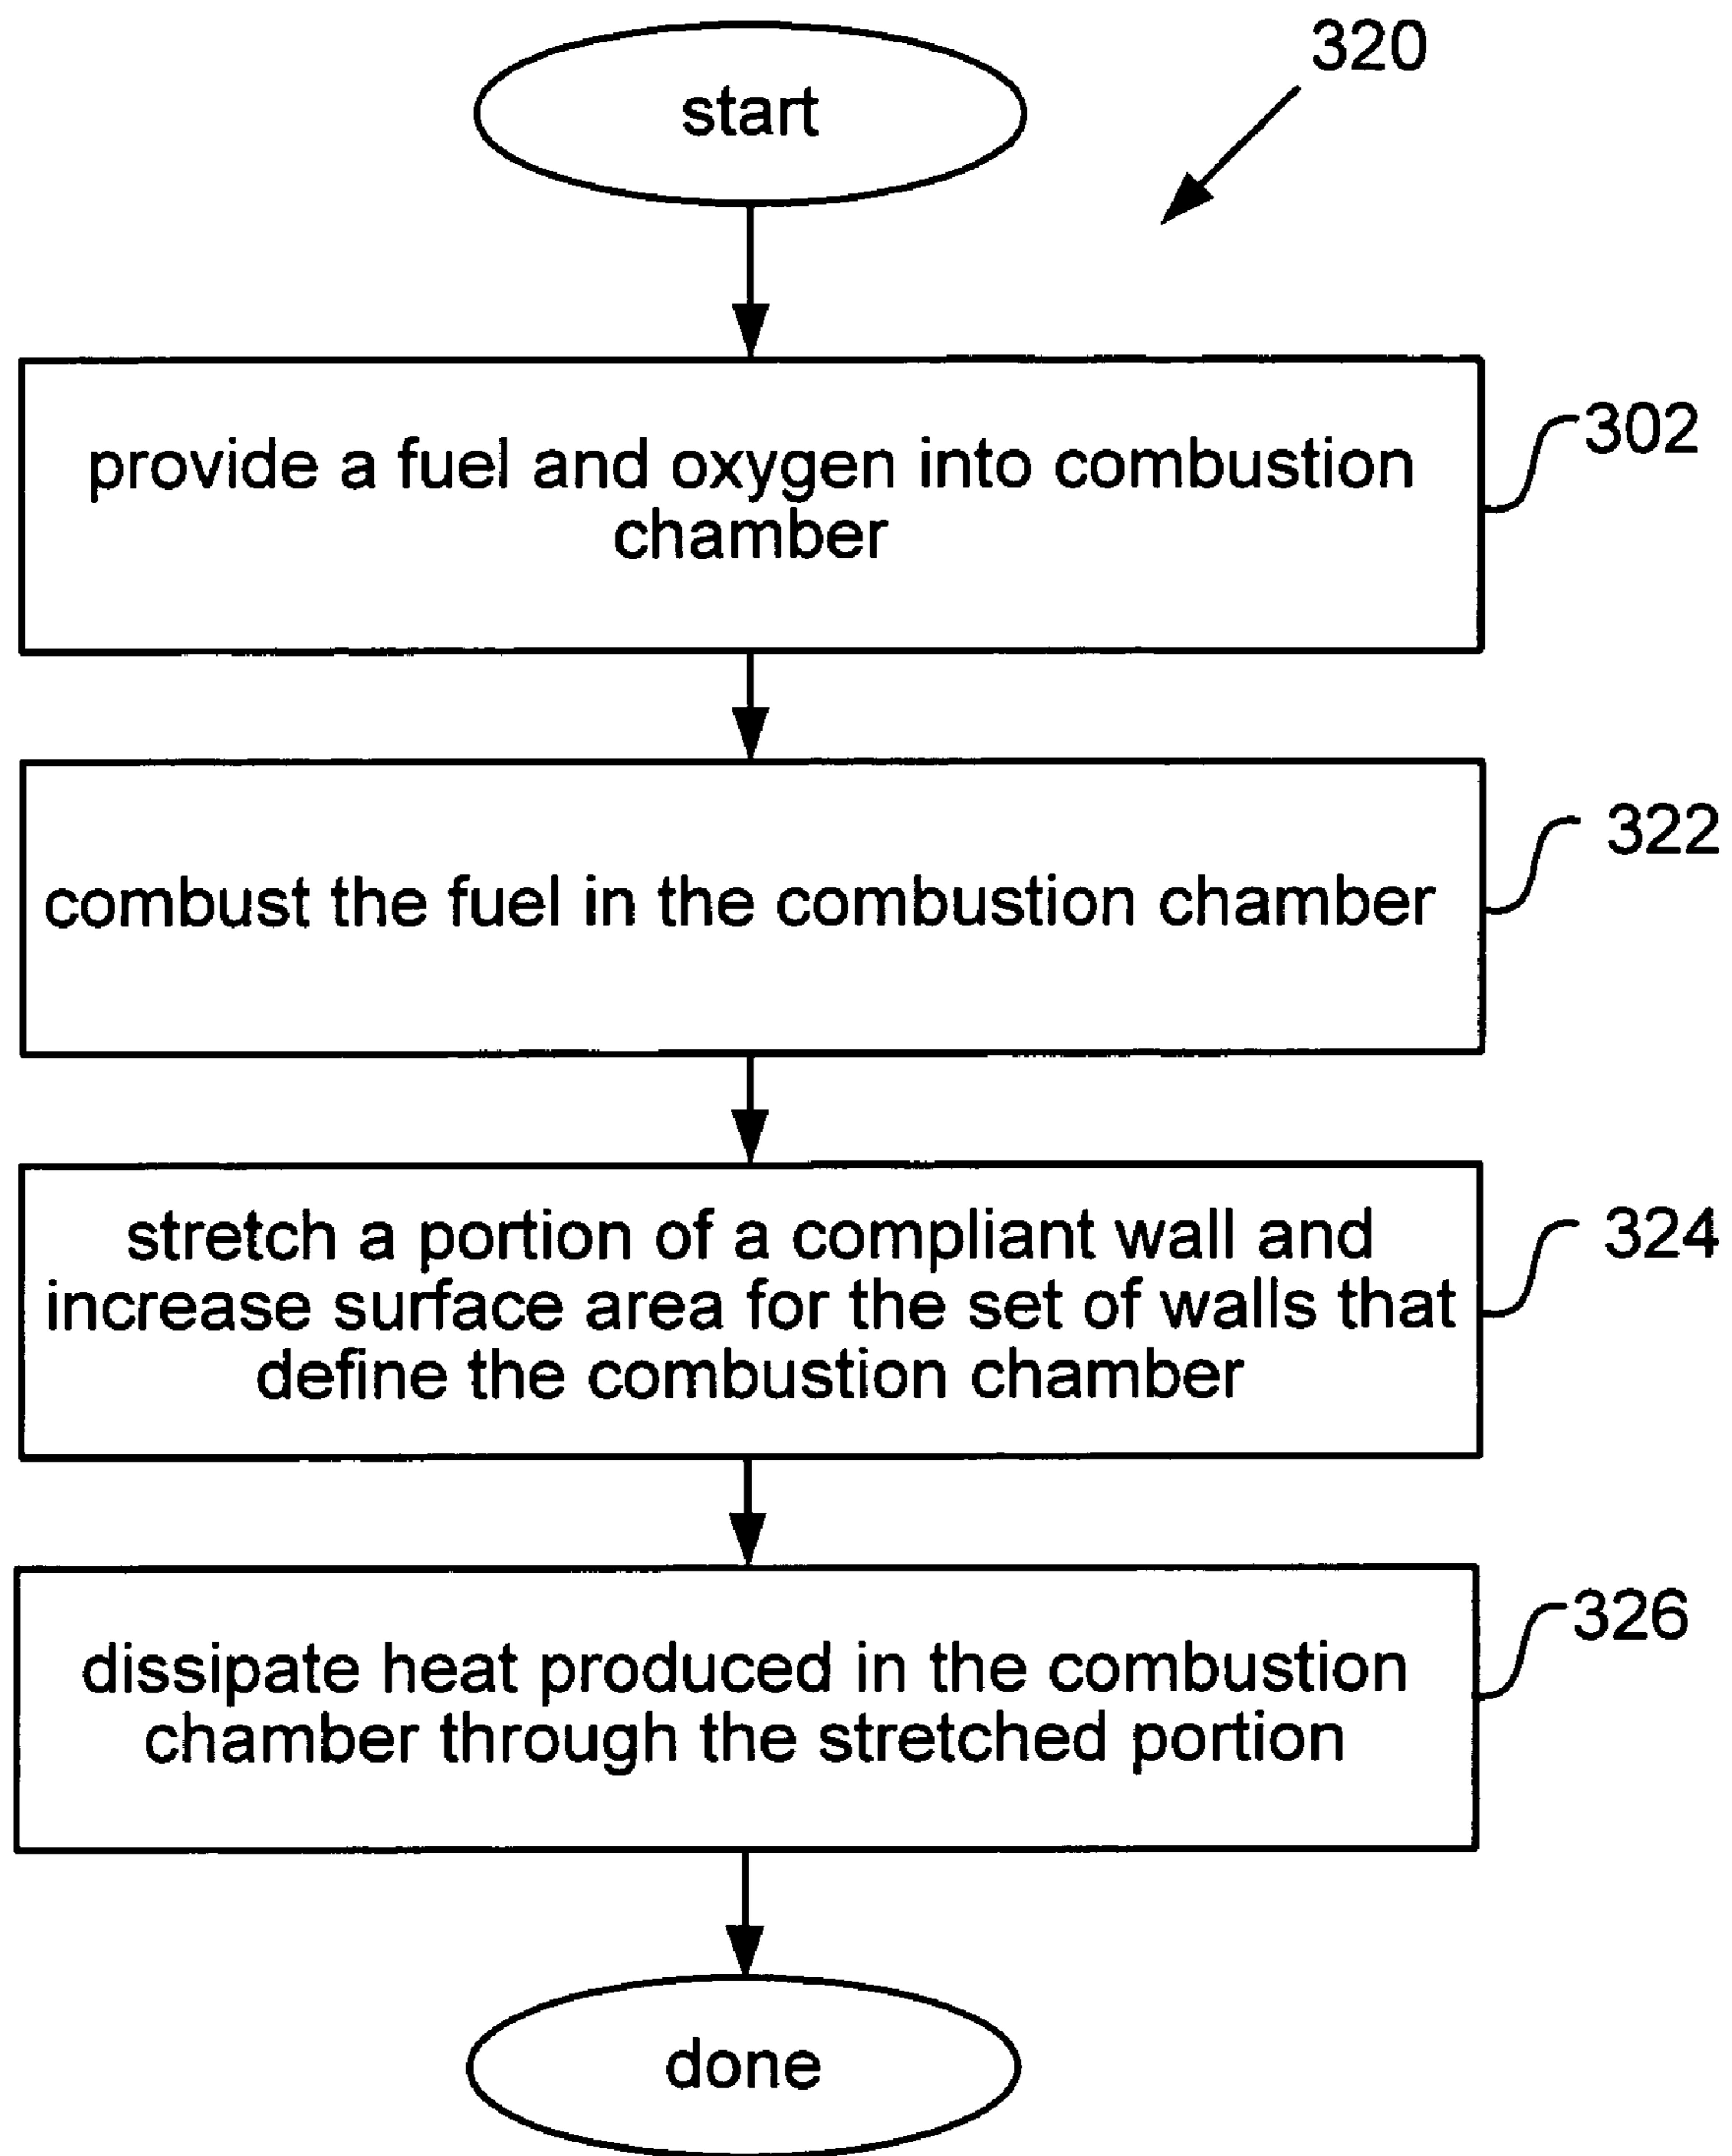 320
start
302
provide a fuel and oxygen into combustion
chamber
322
combust the fuel in the combustion chamber
324
stretch a portion of a compliant wall and
increase surface area for the set of walls that
define the combustion chamber
326
dissipate heat produced in the combustion
chamber through the stretched portion
done